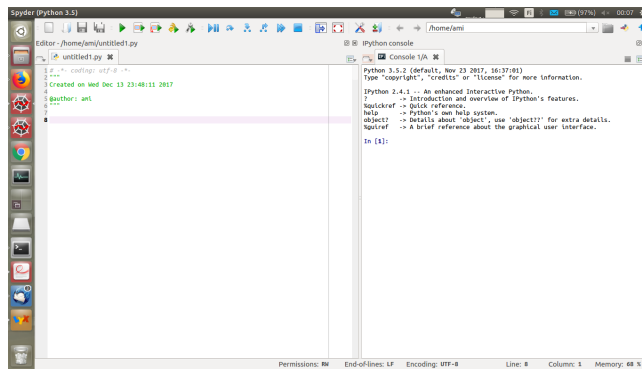 Spyder (Python 3.5)
(97%)
00:07
/home/ami
Editor - /home/ami/untitled1.py
untitled1.py
1 # -*- coding: utf-8 -*-
2 """
3 Created on Wed Dec 13 23:48:11 2017
4
5 @author: ami
6 """
7
8
IPython console
Console 1/A
Python 3.5.2 (default, Nov 23 2017, 16:37:01)
Type "copyright", "credits" or "license" for more information.
IPython 2.4.1 -- An enhanced Interactive Python.
?         -> Introduction and overview of IPython's features.
%quickref -> Quick reference.
help      -> Python's own help system.
object?   -> Details about 'object', use 'object??' for extra details.
%guiref   -> A brief reference about the graphical user interface.
In [1]:
Permissions: RW End-of-lines: LF Encoding: UTF-8 Line: 8 Column: 1 Memory: 68 %